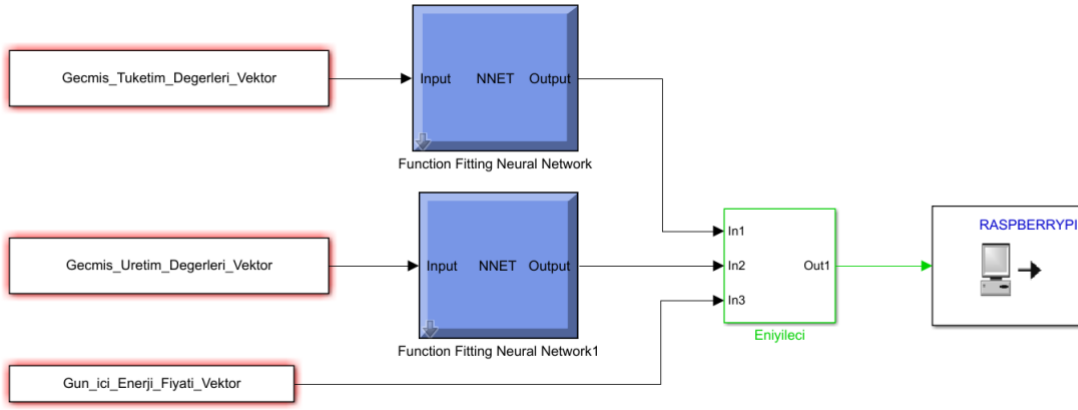 Gecmis_Tuketim_Degerleri_Vektor
Input NNET Output
Function Fitting Neural Network
Gecmis_Uretim_Degerleri_Vektor
Input NNET Output
Function Fitting Neural Network1
Gun_ici_Enerji_Fiyati_Vektor
In1
In2 Out1
In3
Eniyileci
RASPBERRYPI